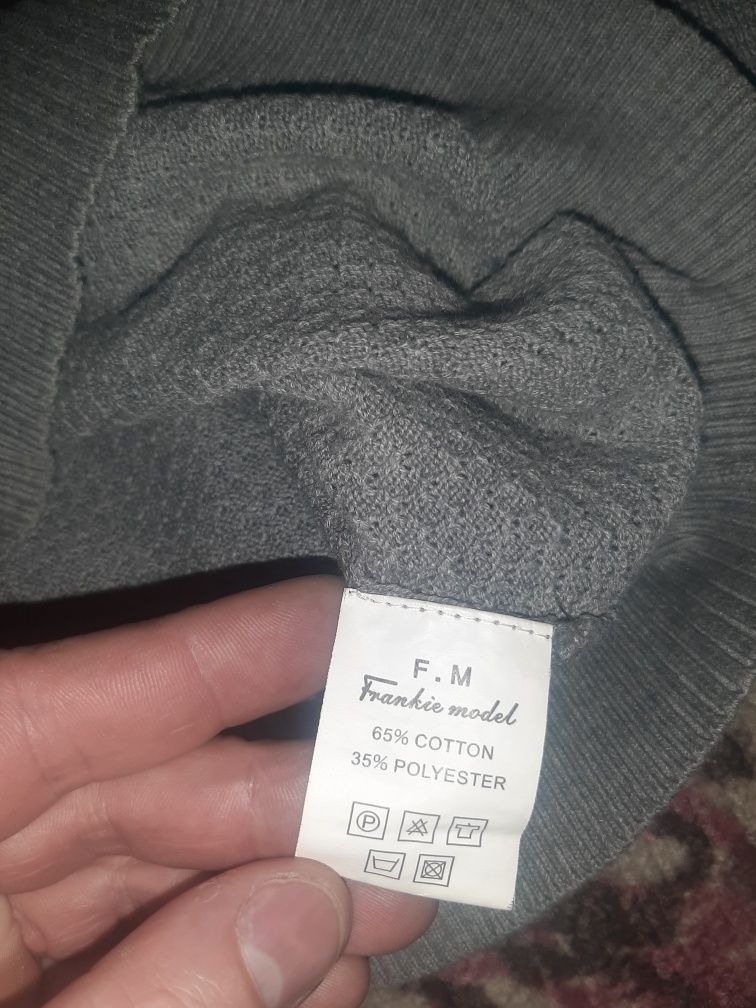 F.M
Frankie model
65% COTTON
35% POLYESTER
P